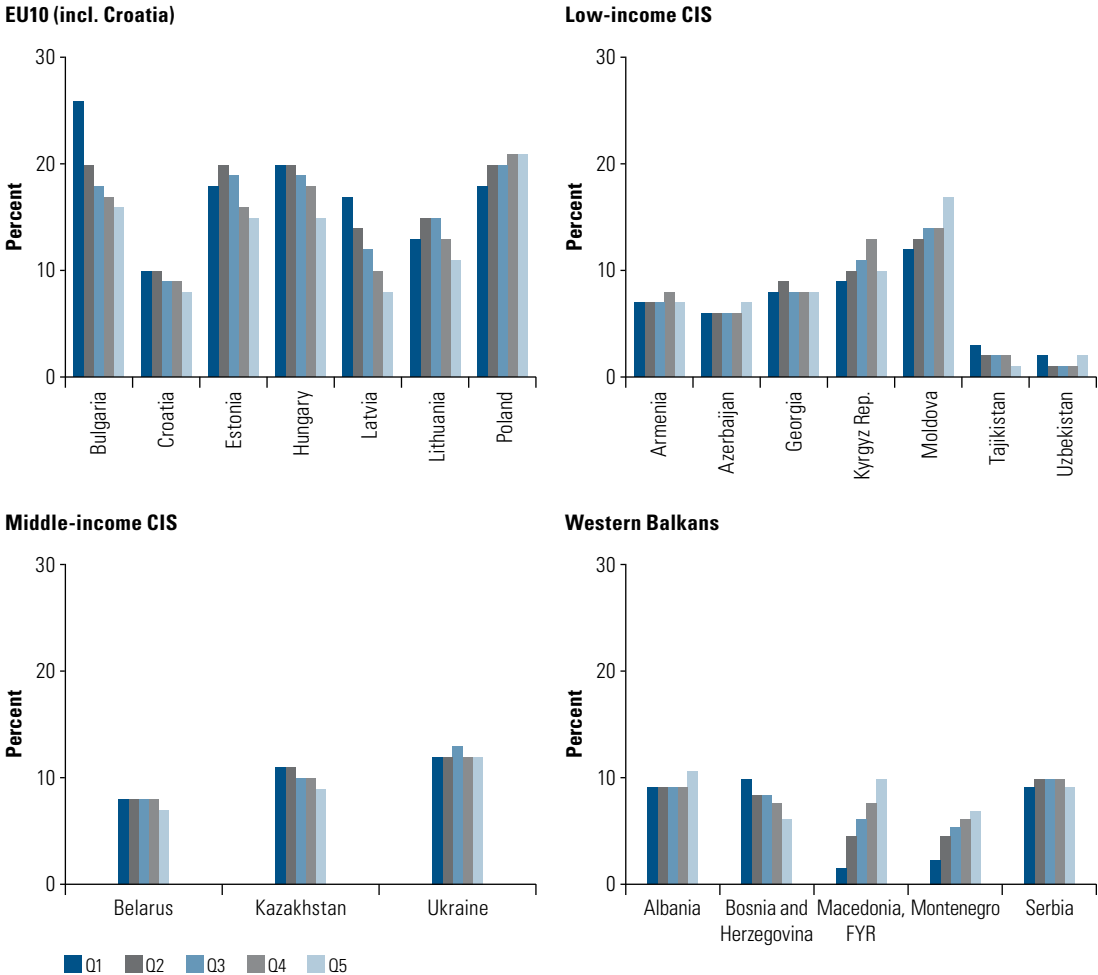 EU10 (incl. Croatia)
30
20
10
0
Percent
Bulgaria
Croatia
Estonia
Hungary
Latvia
Lithuania
Poland
Low-income CIS
30
20
10
0
Percent
Armenia
Azerbaijan
Georgia
Kyrgyz Rep.
Moldova
Tajikistan
Uzbekistan
Middle-income CIS
30
20
10
0
Percent
Belarus
Kazakhstan
Ukraine
Western Balkans
30
20
10
0
Percent
Albania
Bosnia and
Herzegovina
Macedonia,
FYR
Montenegro
Serbia
Q1 Q2 Q3 Q4 Q5